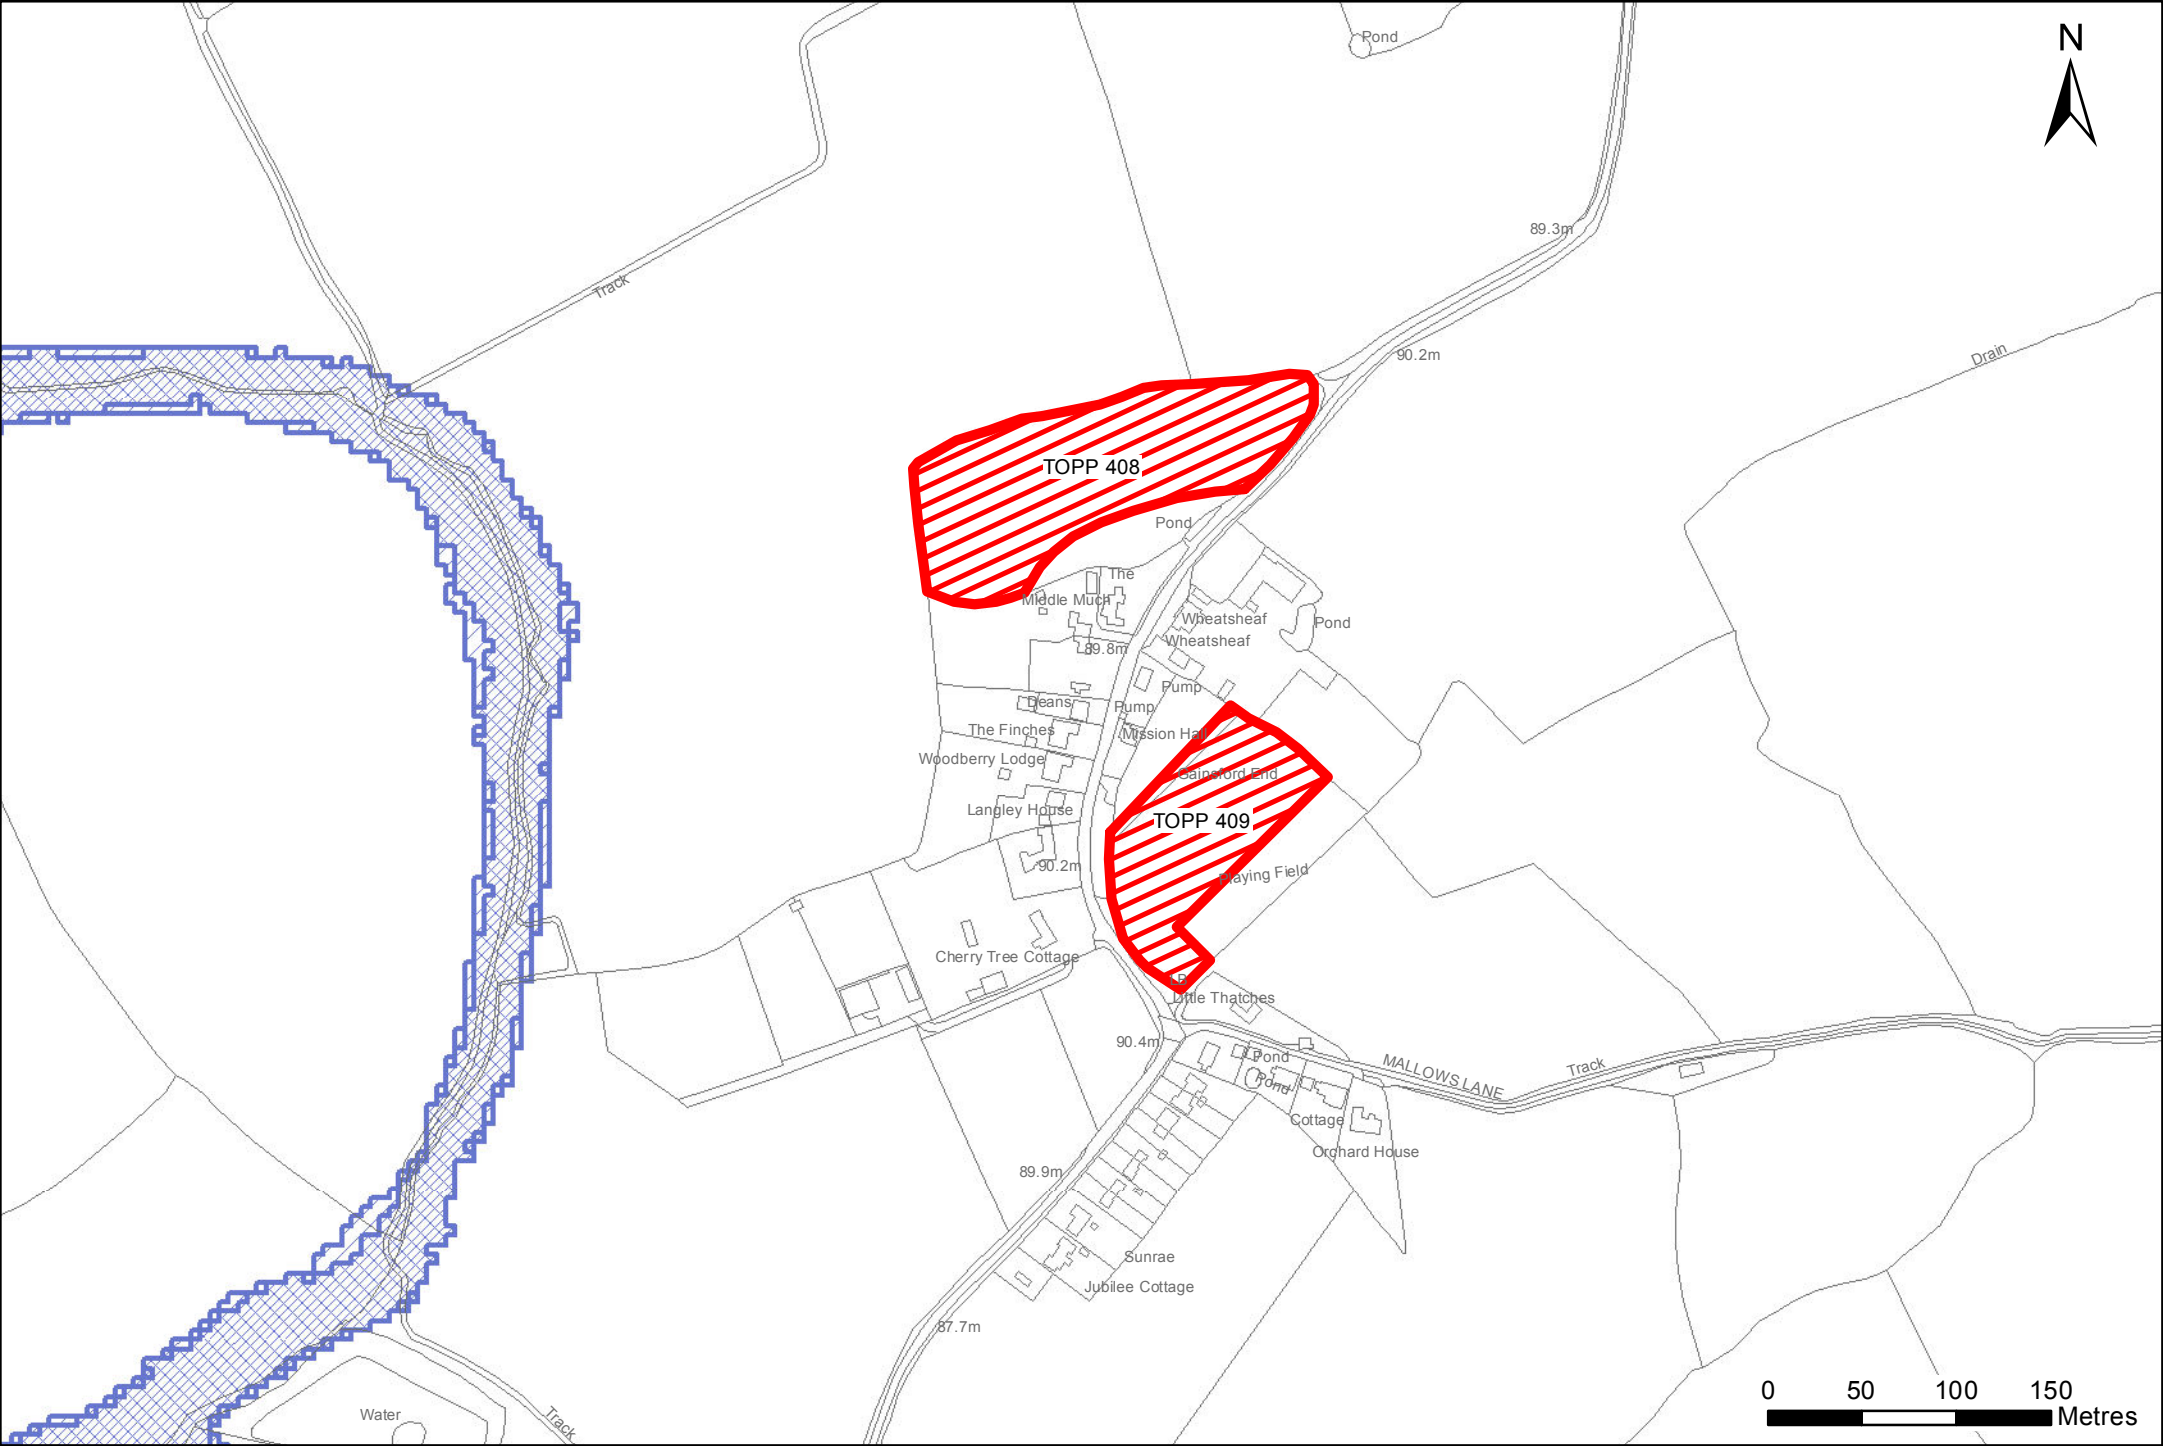 Pond
N
89.3m
Track
90.2m
Drain
TOPP 408
Pond
The
Middle Much
Wheatsheaf
Pond
Wheatsheaf
89.8m
Pump
Deans
Pump
The Finches
Mission Hall
Woodberry Lodge
Gainsford End
Langley House
TOPP 409
90.2m
Playing Field
Cherry Tree Cottage
LB
Little Thatches
90.4m
Pond
MALLOWS LANE
Track
Pond
Cottage
Orchard House
89.9m
Sunrae
Jubilee Cottage
87.7m
Water
Track
0 50 100 150
Metres